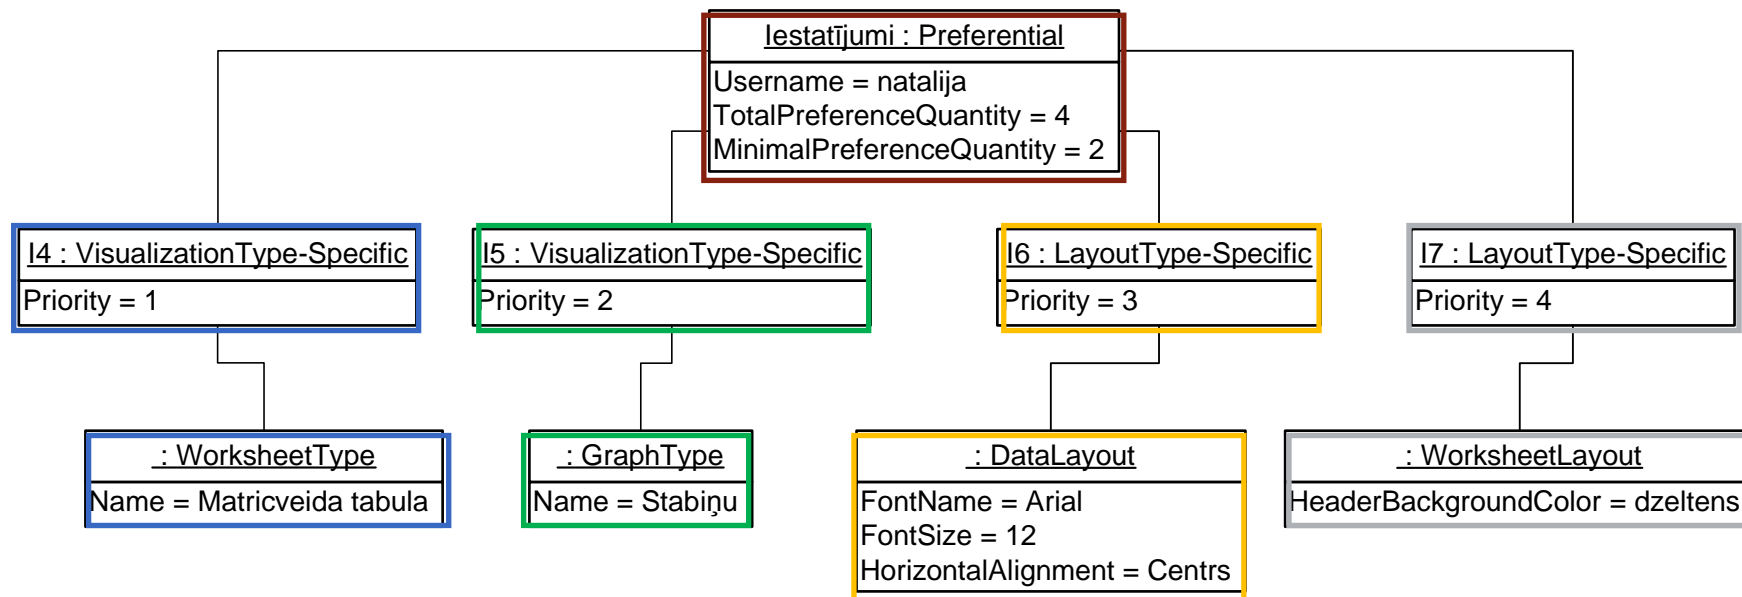 Iestatījumi : Preferential
Username = natalija
TotalPreferenceQuantity = 4
MinimalPreferenceQuantity = 2
I4 : VisualizationType-Specific
Priority = 1
I5 : VisualizationType-Specific
Priority = 2
I6 : LayoutType-Specific
Priority = 3
I7 : LayoutType-Specific
Priority = 4
: WorksheetType
Name = Matricveida tabula
: GraphType
Name = Stabiņu
: DataLayout
FontName = Arial
FontSize = 12
HorizontalAlignment = Centrs
: WorksheetLayout
HeaderBackgroundColor = dzeltens